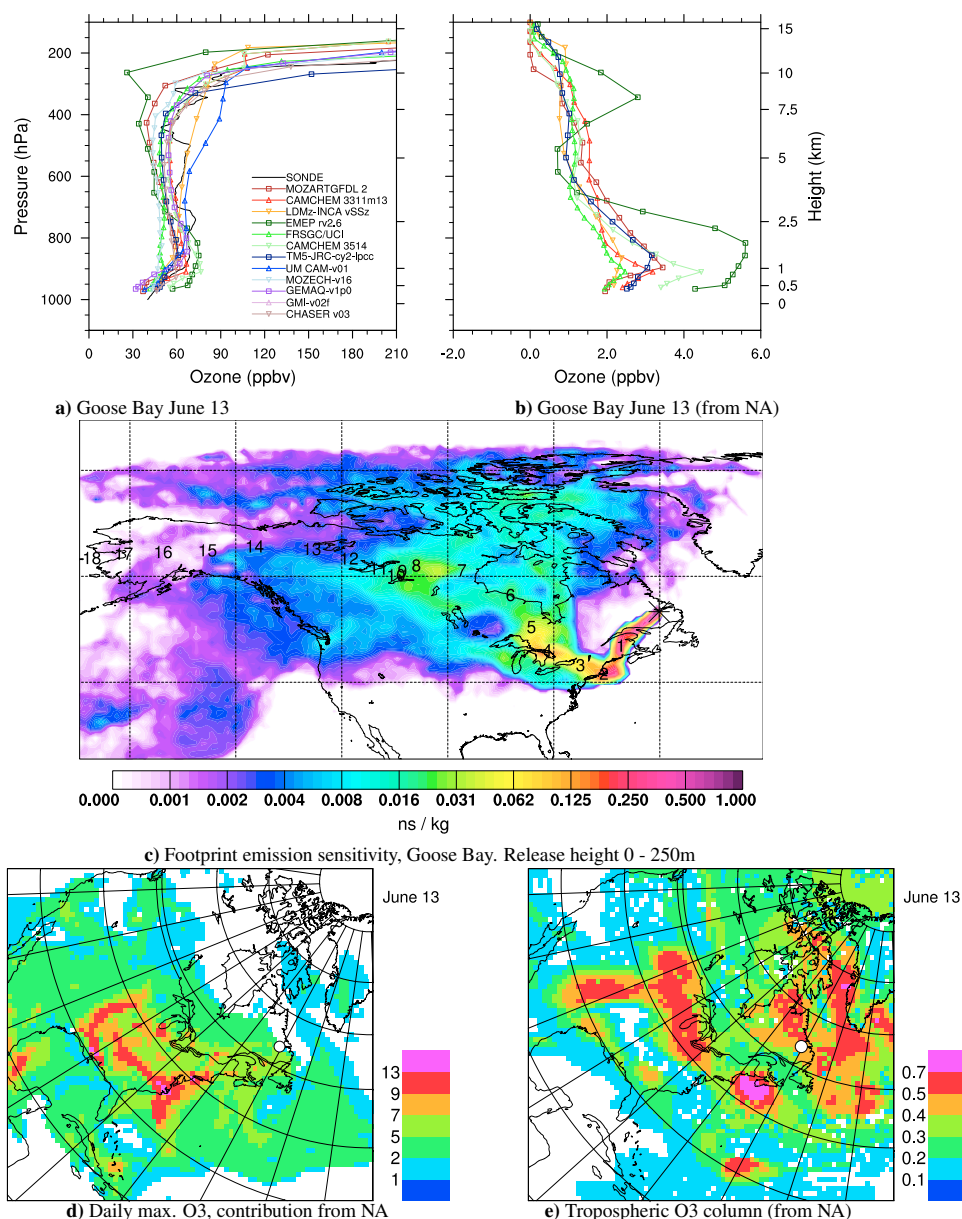 200
400
600
800
1000
Pressure (hPa)
0
30
60
90
120
150
180
210
Ozone (ppbv)
SONDE
MOZARTGFDL 2
CAMCHEM 3311m13
LDMz-INCA vSSz
EMEP rv2.6
FRSGC/UCI
CAMCHEM 3514
TM5-JRC-cy2-Ipcc
UM CAM-v01
MOZECH-v16
GEMAQ-v1p0
GMI-v02f
CHASER v03
15
10
7.5
5
2.5
1
0.5
0
Height (km)
-2.0
0.0
2.0
4.0
6.0
Ozone (ppbv)
a) Goose Bay June 13
b) Goose Bay June 13 (from NA)
18
17
16
15
14
13
12
11
10
9
8
7
6
5
4
3
2
1
0.000
0.001
0.002
0.004
0.008
0.016
0.031
0.062
0.125
0.250
0.500
1.000
ns / kg
c) Footprint emission sensitivity, Goose Bay. Release height 0 - 250m
June 13
13
9
7
5
2
1
d) Daily max. O3, contribution from NA
June 13
0.7
0.5
0.4
0.3
0.2
0.1
e) Tropospheric O3 column (from NA)